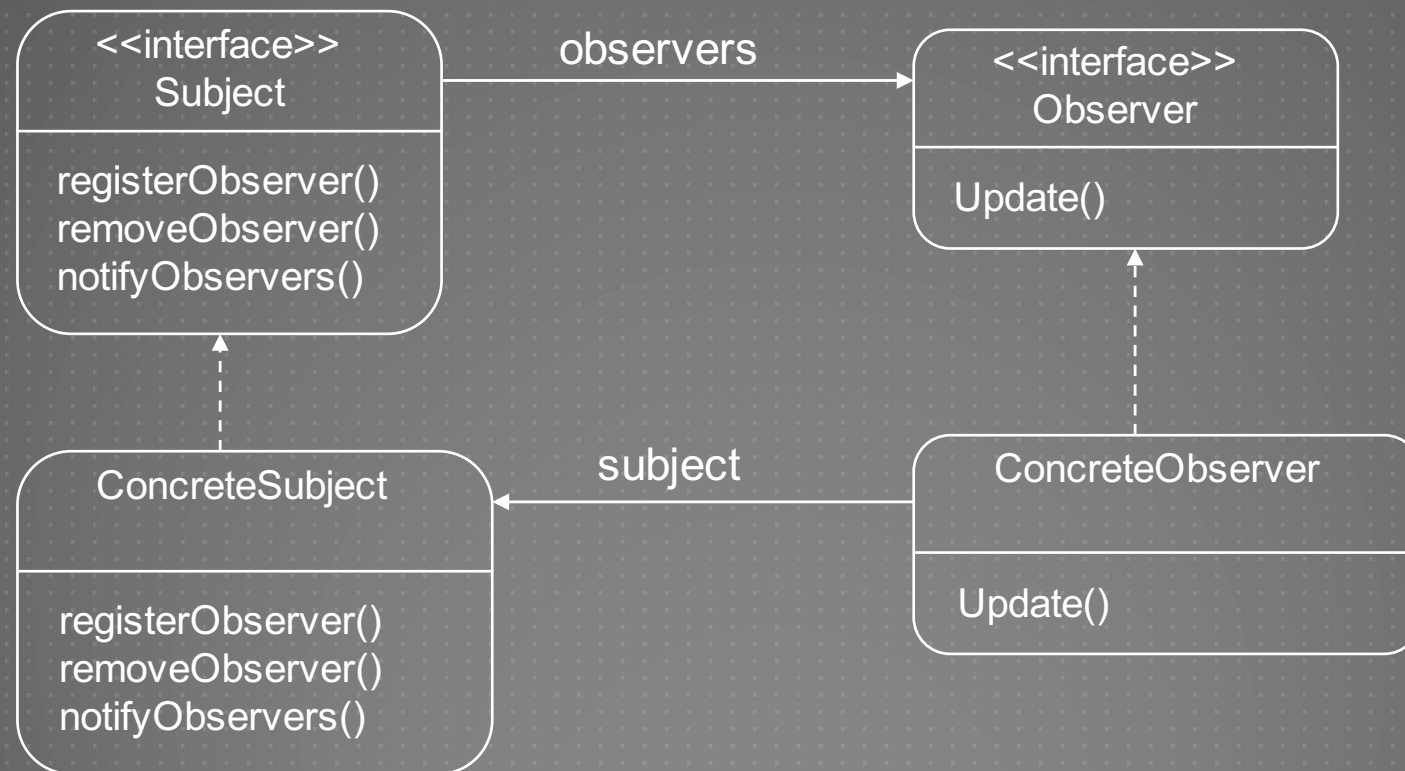 <<interface>>
Subject
registerObserver()
removeObserver()
notifyObservers()
observers
<<interface>>
Observer
Update()
ConcreteSubject
registerObserver()
removeObserver()
notifyObservers()
subject
ConcreteObserver
Update()